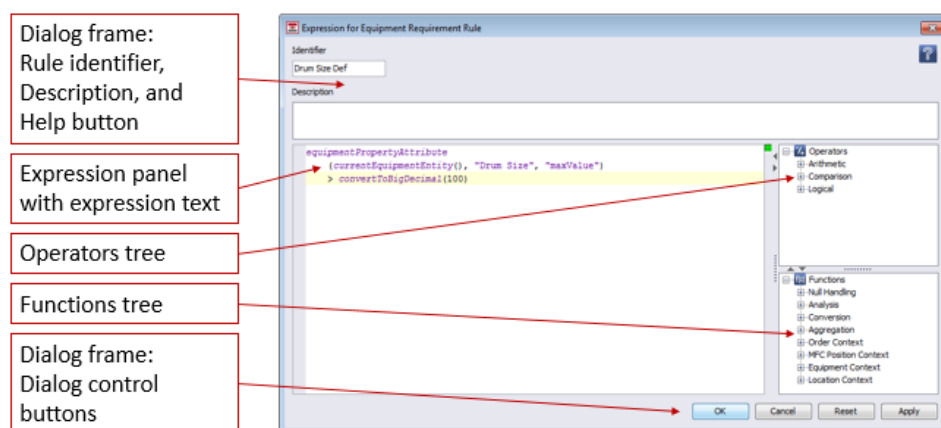 Dialog frame:
Rule identifier,
Description, and
Help button
Expression panel
with expression text
Operators tree
Functions tree
Dialog frame:
Dialog control
buttons
Expression for Equipment Requirement Rule
Identifier
Drum Size Def
Description
equipmentPropertyAttribute
(currentEquipmentEntity(), "Drum Size", "maxValue")
> convertToBigDecimal(100)
Operators
Arithmetic
Comparison
Logical
Functions
Null Handling
Analysis
Conversion
Aggregation
Order Context
MFC Position Context
Equipment Context
Location Context
OK Cancel Reset Apply